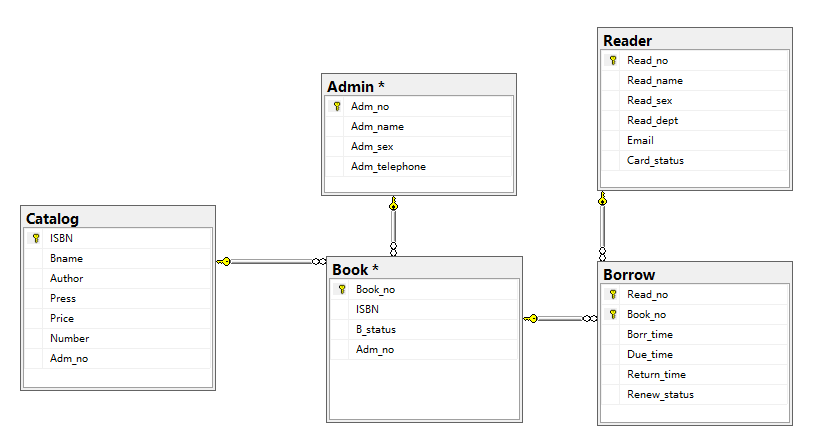 Reader
Read_no
Read_name
Read_sex
Read_dept
Email
Card_status
Admin *
Adm_no
Adm_name
Adm_sex
Adm_telephone
Catalog
ISBN
Bname
Author
Press
Price
Number
Adm_no
Book *
Book_no
ISBN
B_status
Adm_no
Borrow
Read_no
Book_no
Borr_time
Due_time
Return_time
Renew_status